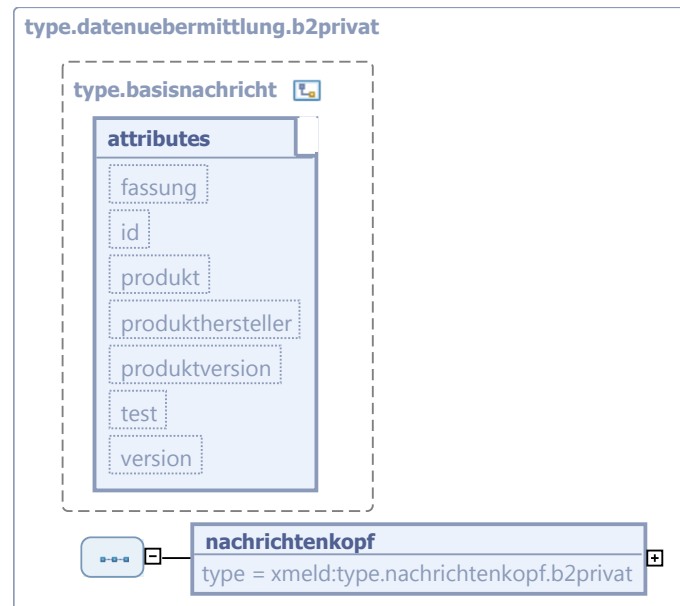 type.datenuebermittlung.b2privat
type.basisnachricht
attributes
fassung
id
produkt
produkthersteller
produktversion
test
version
nachrichtenkopf
type = xmeld:type.nachrichtenkopf.b2privat